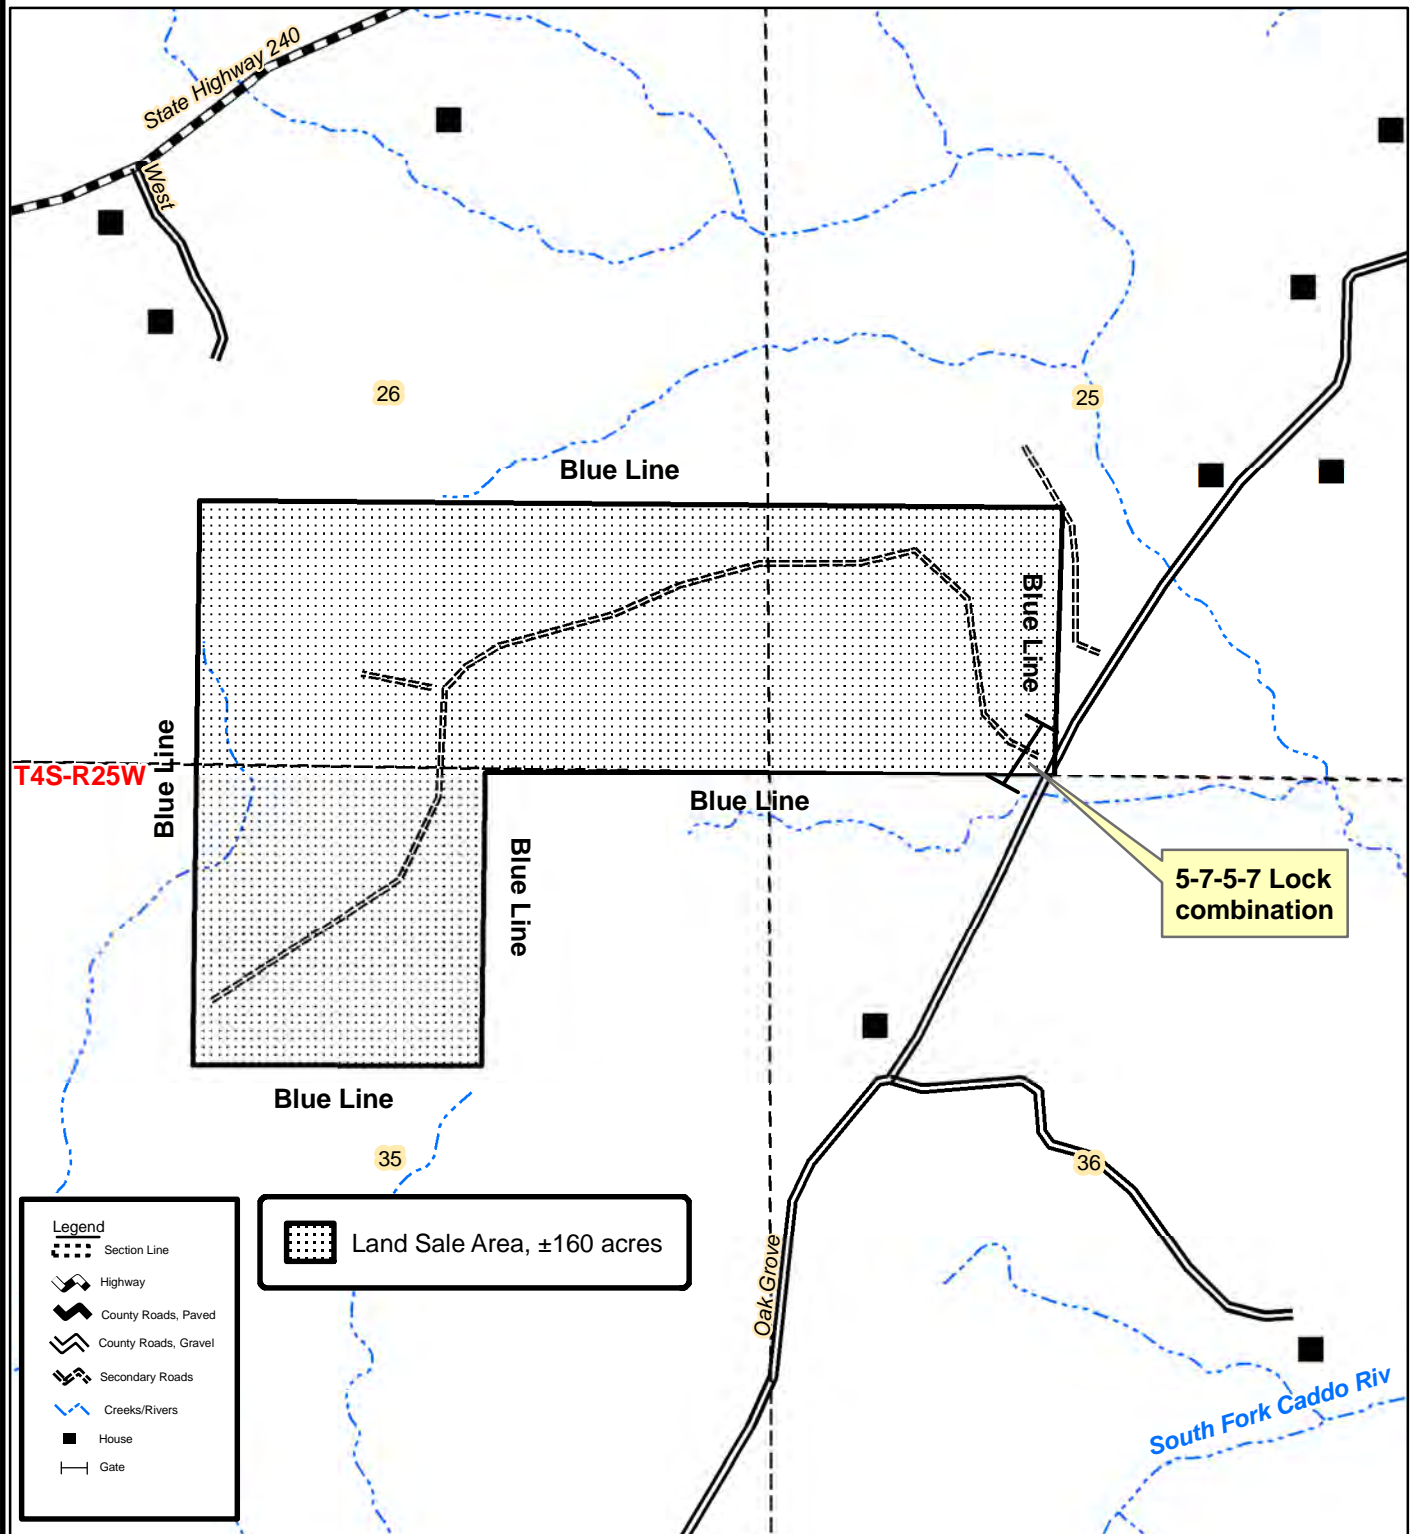 State Highway 240
West
26
25
Blue Line
Blue Line
Blue Line
T4S-R25W
Blue Line
Blue Line
5-7-5-7 Lock
combination
Blue Line
35
36
Legend
Section Line
Highway
County Roads, Paved
County Roads, Gravel
Secondary Roads
Creeks/Rivers
House
Gate
Land Sale Area, ±160 acres
Oak Grove
South Fork Caddo Riv